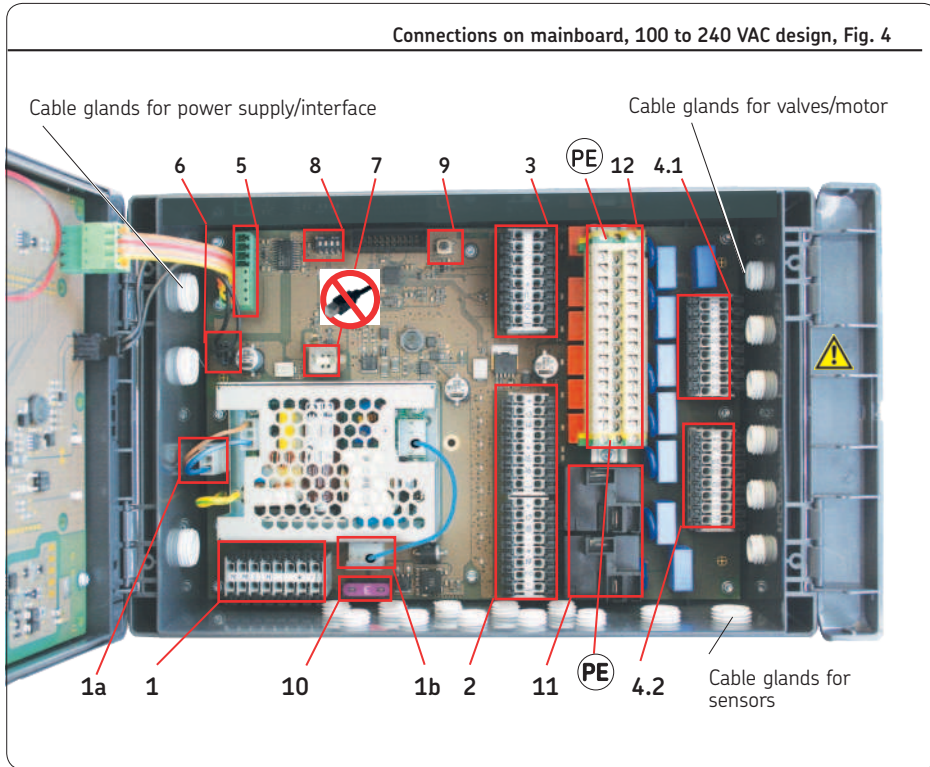 Connections on mainboard, 100 to 240 VAC design, Fig. 4
Cable glands for power supply/interface
Cable glands for valves/motor
6 5 8 7 9 3 PE 12 4.1
1a 1 10 1b 2 11 PE 4.2
Cable glands for
sensors